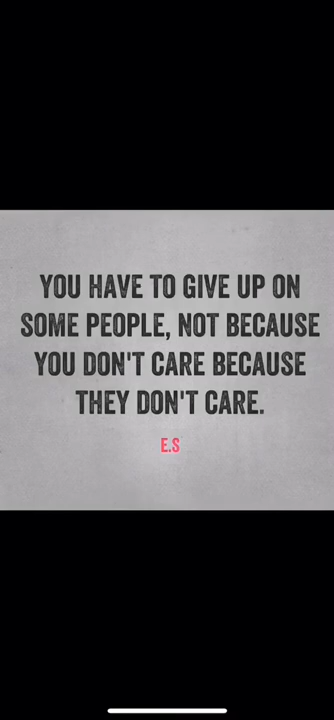 YOU HAVE TO GIVE UP ON
SOME PEOPLE, NOT BECAUSE
YOU DON'T CARE BECAUSE
THEY DON'T CARE.
E.S